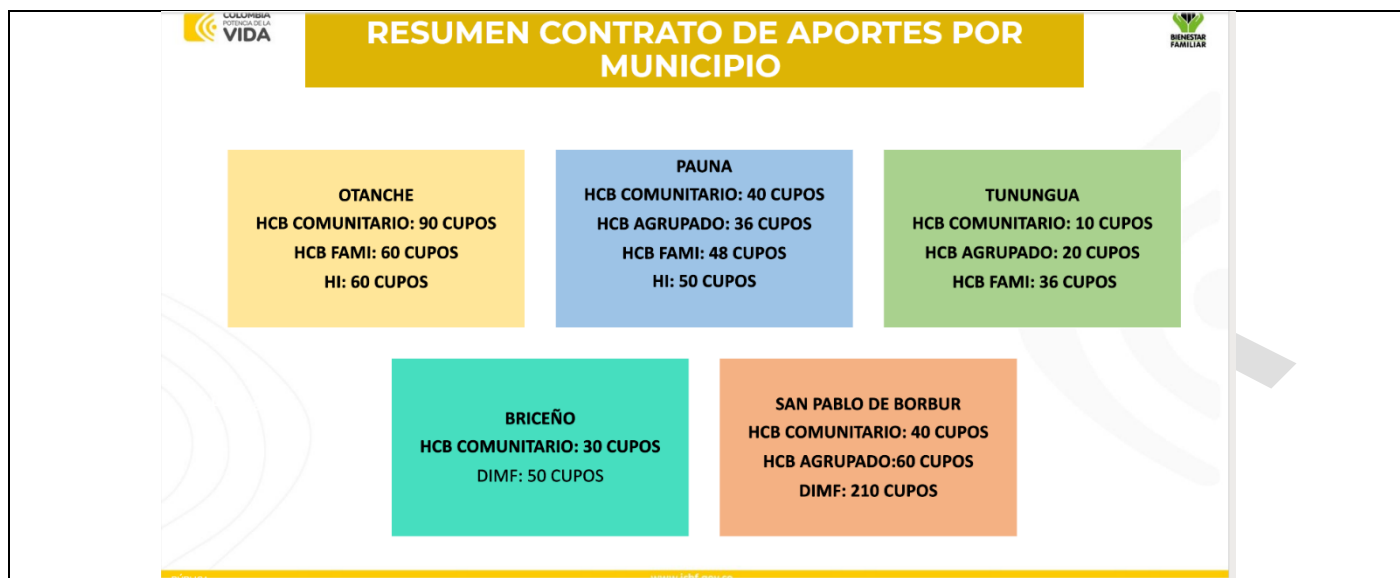 COLOMBIA
POTENCIA DE LA
VIDA
RESUMEN CONTRATO DE APORTES POR
MUNICIPIO
BIENESTAR
FAMILIAR
OTANCHE
HCB COMUNITARIO: 90 CUPOS
HCB FAMI: 60 CUPOS
HI: 60 CUPOS
PAUNA
HCB COMUNITARIO: 40 CUPOS
HCB AGRUPADO: 36 CUPOS
HCB FAMI: 48 CUPOS
HI: 50 CUPOS
TUNUNGUA
HCB COMUNITARIO: 10 CUPOS
HCB AGRUPADO: 20 CUPOS
HCB FAMI: 36 CUPOS
BRICEÑO
HCB COMUNITARIO: 30 CUPOS
DIMF: 50 CUPOS
SAN PABLO DE BORBUR
HCB COMUNITARIO: 40 CUPOS
HCB AGRUPADO:60 CUPOS
DIMF: 210 CUPOS